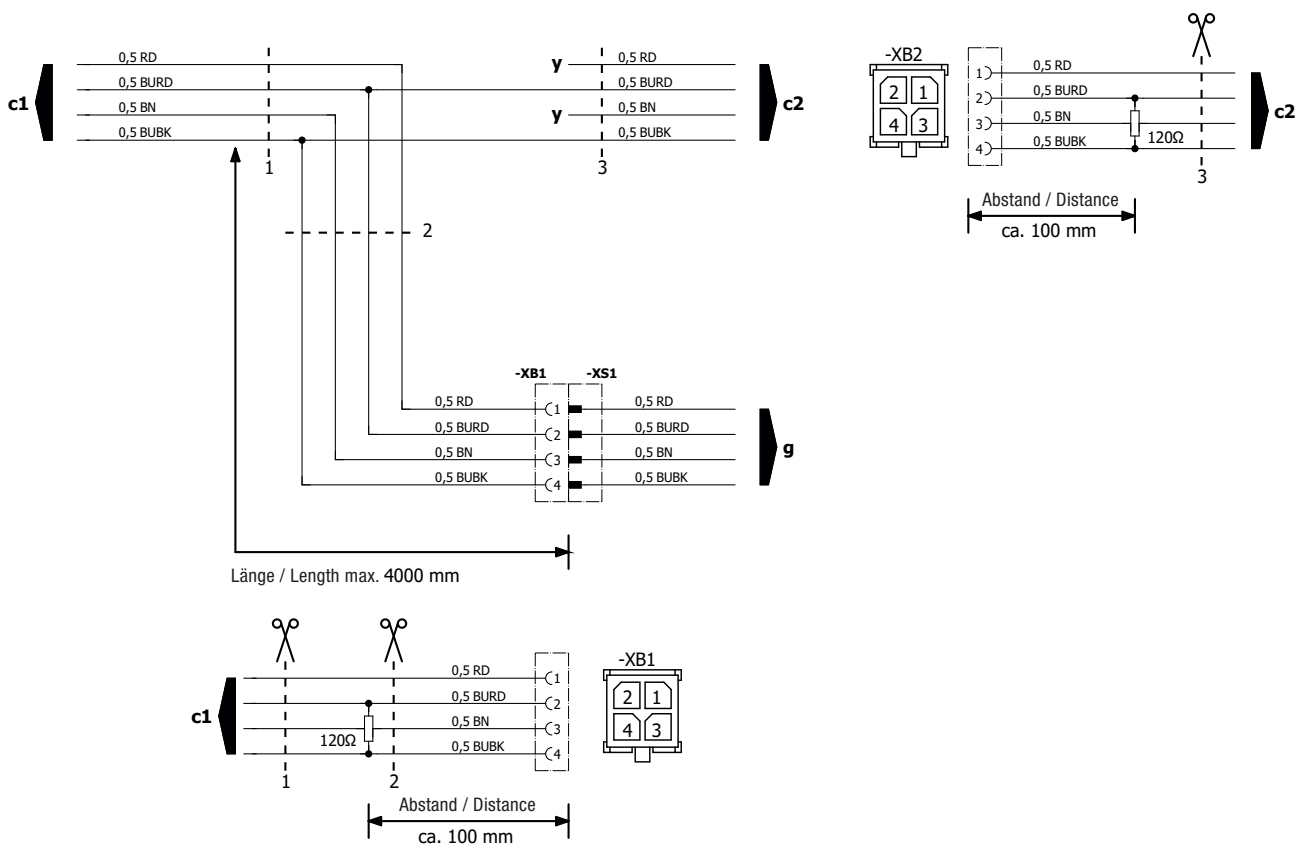 0,5 RD
0,5 BURD
0,5 BN
0,5 BUBK
c1
1
y
y
0,5 RD
0,5 BURD
0,5 BN
0,5 BUBK
3
c2
-XB2
2 1
4 3
1
2
3
4
0,5 RD
0,5 BURD
0,5 BN
0,5 BUBK
120Ω
3
c2
Abstand / Distance
ca. 100 mm
2
-XB1 -XS1
0,5 RD 1 0,5 RD
0,5 BURD 2 0,5 BURD
0,5 BN 3 0,5 BN
0,5 BUBK 4 0,5 BUBK
g
Länge / Length max. 4000 mm
c1
0,5 RD 1
0,5 BURD 2
0,5 BN 3
0,5 BUBK 4
120Ω
1 2
-XB1
2 1
4 3
Abstand / Distance
ca. 100 mm